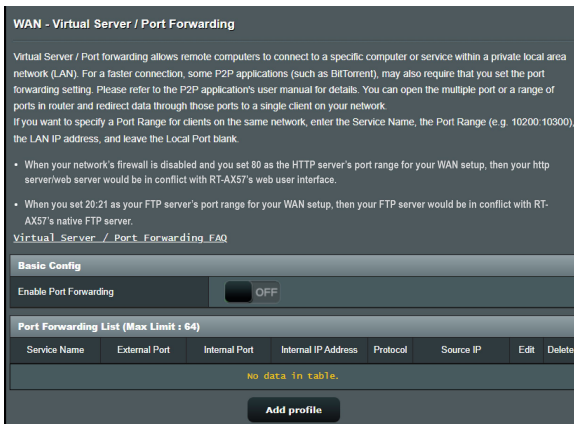 WAN - Virtual Server / Port Forwarding
Virtual Server / Port forwarding allows remote computers to connect to a specific computer or service within a private local area
network (LAN). For a faster connection, some P2P applications (such as BitTorrent), may also require that you set the port
forwarding setting. Please refer to the P2P application's user manual for details. You can open the multiple port or a range of
ports in router and redirect data through those ports to a single client on your network.
If you want to specify a Port Range for clients on the same network, enter the Service Name, the Port Range (e.g. 10200:10300),
the LAN IP address, and leave the Local Port blank.
• When your network's firewall is disabled and you set 80 as the HTTP server's port range for your WAN setup, then your http
server/web server would be in conflict with RT-AX57's web user interface.
• When you set 20:21 as your FTP server's port range for your WAN setup, then your FTP server would be in conflict with RT-
AX57's native FTP server.
Virtual Server / Port Forwarding FAQ
Basic Config
Enable Port Forwarding OFF
Port Forwarding List (Max Limit : 64)
Service Name External Port Internal Port Internal IP Address Protocol Source IP Edit Delete
No data in table.
Add profile